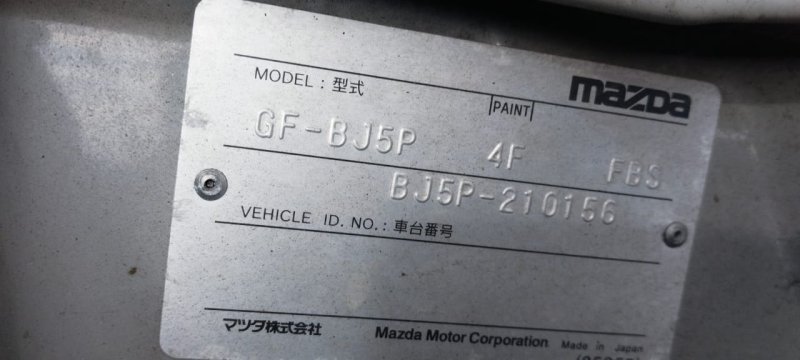 mazda
MODEL : 型式
PAINT
GF-BJ5P 4F FBS
BJ5P-210156
VEHICLE ID. NO. : 車台番号
マツダ株式会社 Mazda Motor Corporation Made in Japan